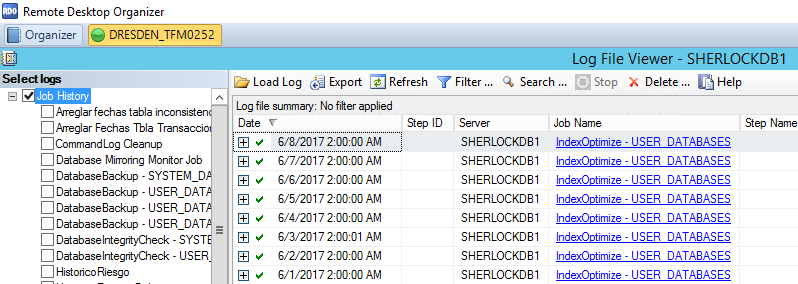 RDO Remote Desktop Organizer
Organizer DRESDEN_TFM0252
Log File Viewer - SHERLOCKDB1
Select logs
Load Log Export Refresh Filter ... Search ... Stop Delete ... Help
Job History
Arreglar fechas tabla inconsistenc
Arreglar Fechas Tbla Transaccion
CommandLog Cleanup
Database Mirroring Monitor Job
DatabaseBackup - SYSTEM_DA
DatabaseBackup - USER_DATA
DatabaseBackup - USER_DATA
DatabaseBackup - USER_DATA
DatabaseIntegrityCheck - SYST
DatabaseIntegrityCheck - USER
HistoricoRiesgo
Log file summary: No filter applied
Date Step ID Server Job Name Step Name
6/8/2017 2:00:00 AM SHERLOCKDB1 IndexOptimize - USER_DATABASES
6/7/2017 2:00:00 AM SHERLOCKDB1 IndexOptimize - USER_DATABASES
6/6/2017 2:00:00 AM SHERLOCKDB1 IndexOptimize - USER_DATABASES
6/5/2017 2:00:00 AM SHERLOCKDB1 IndexOptimize - USER_DATABASES
6/4/2017 2:00:00 AM SHERLOCKDB1 IndexOptimize - USER_DATABASES
6/3/2017 2:00:01 AM SHERLOCKDB1 IndexOptimize - USER_DATABASES
6/2/2017 2:00:00 AM SHERLOCKDB1 IndexOptimize - USER_DATABASES
6/1/2017 2:00:00 AM SHERLOCKDB1 IndexOptimize - USER_DATABASES